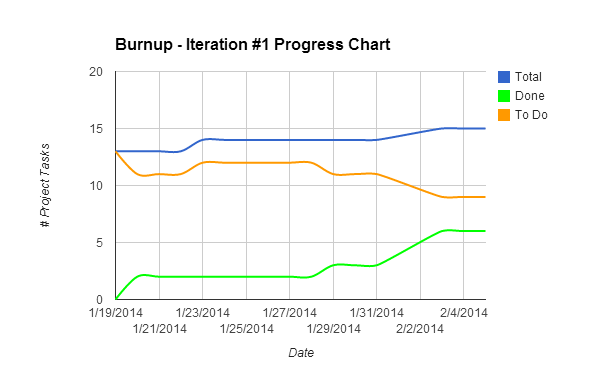 Burnup - Iteration #1 Progress Chart
20
15
10
5
0
# Project Tasks
Total
Done
To Do
1/19/2014 1/23/2014 1/27/2014 1/31/2014 2/4/2014
1/21/2014 1/25/2014 1/29/2014 2/2/2014
Date